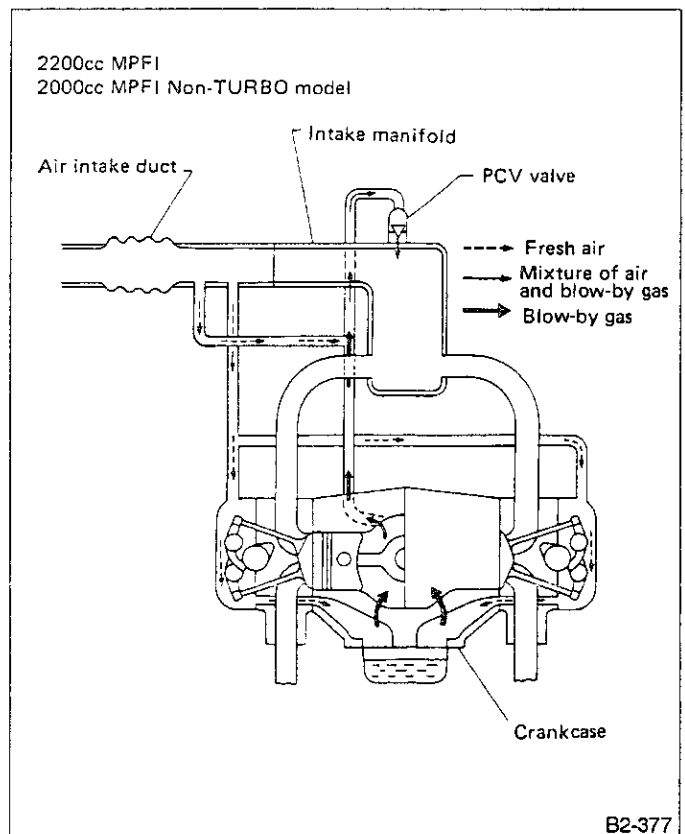 2200cc MPFI
2000cc MPFI Non-TURBO model
Intake manifold
Air intake duct
PCV valve
Fresh air
Mixture of air
and blow-by gas
Blow-by gas
Crankcase
B2-377